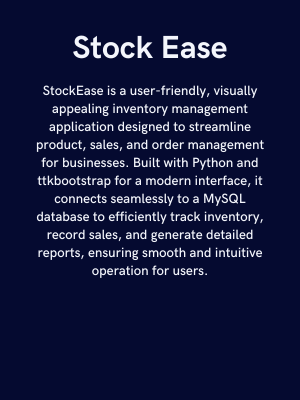 Stock Ease
StockEase is a user-friendly, visually
appealing inventory management
application designed to streamline
product, sales, and order management
for businesses. Built with Python and
ttkbootstrap for a modern interface, it
connects seamlessly to a MySQL
database to efficiently track inventory,
record sales, and generate detailed
reports, ensuring smooth and intuitive
operation for users.